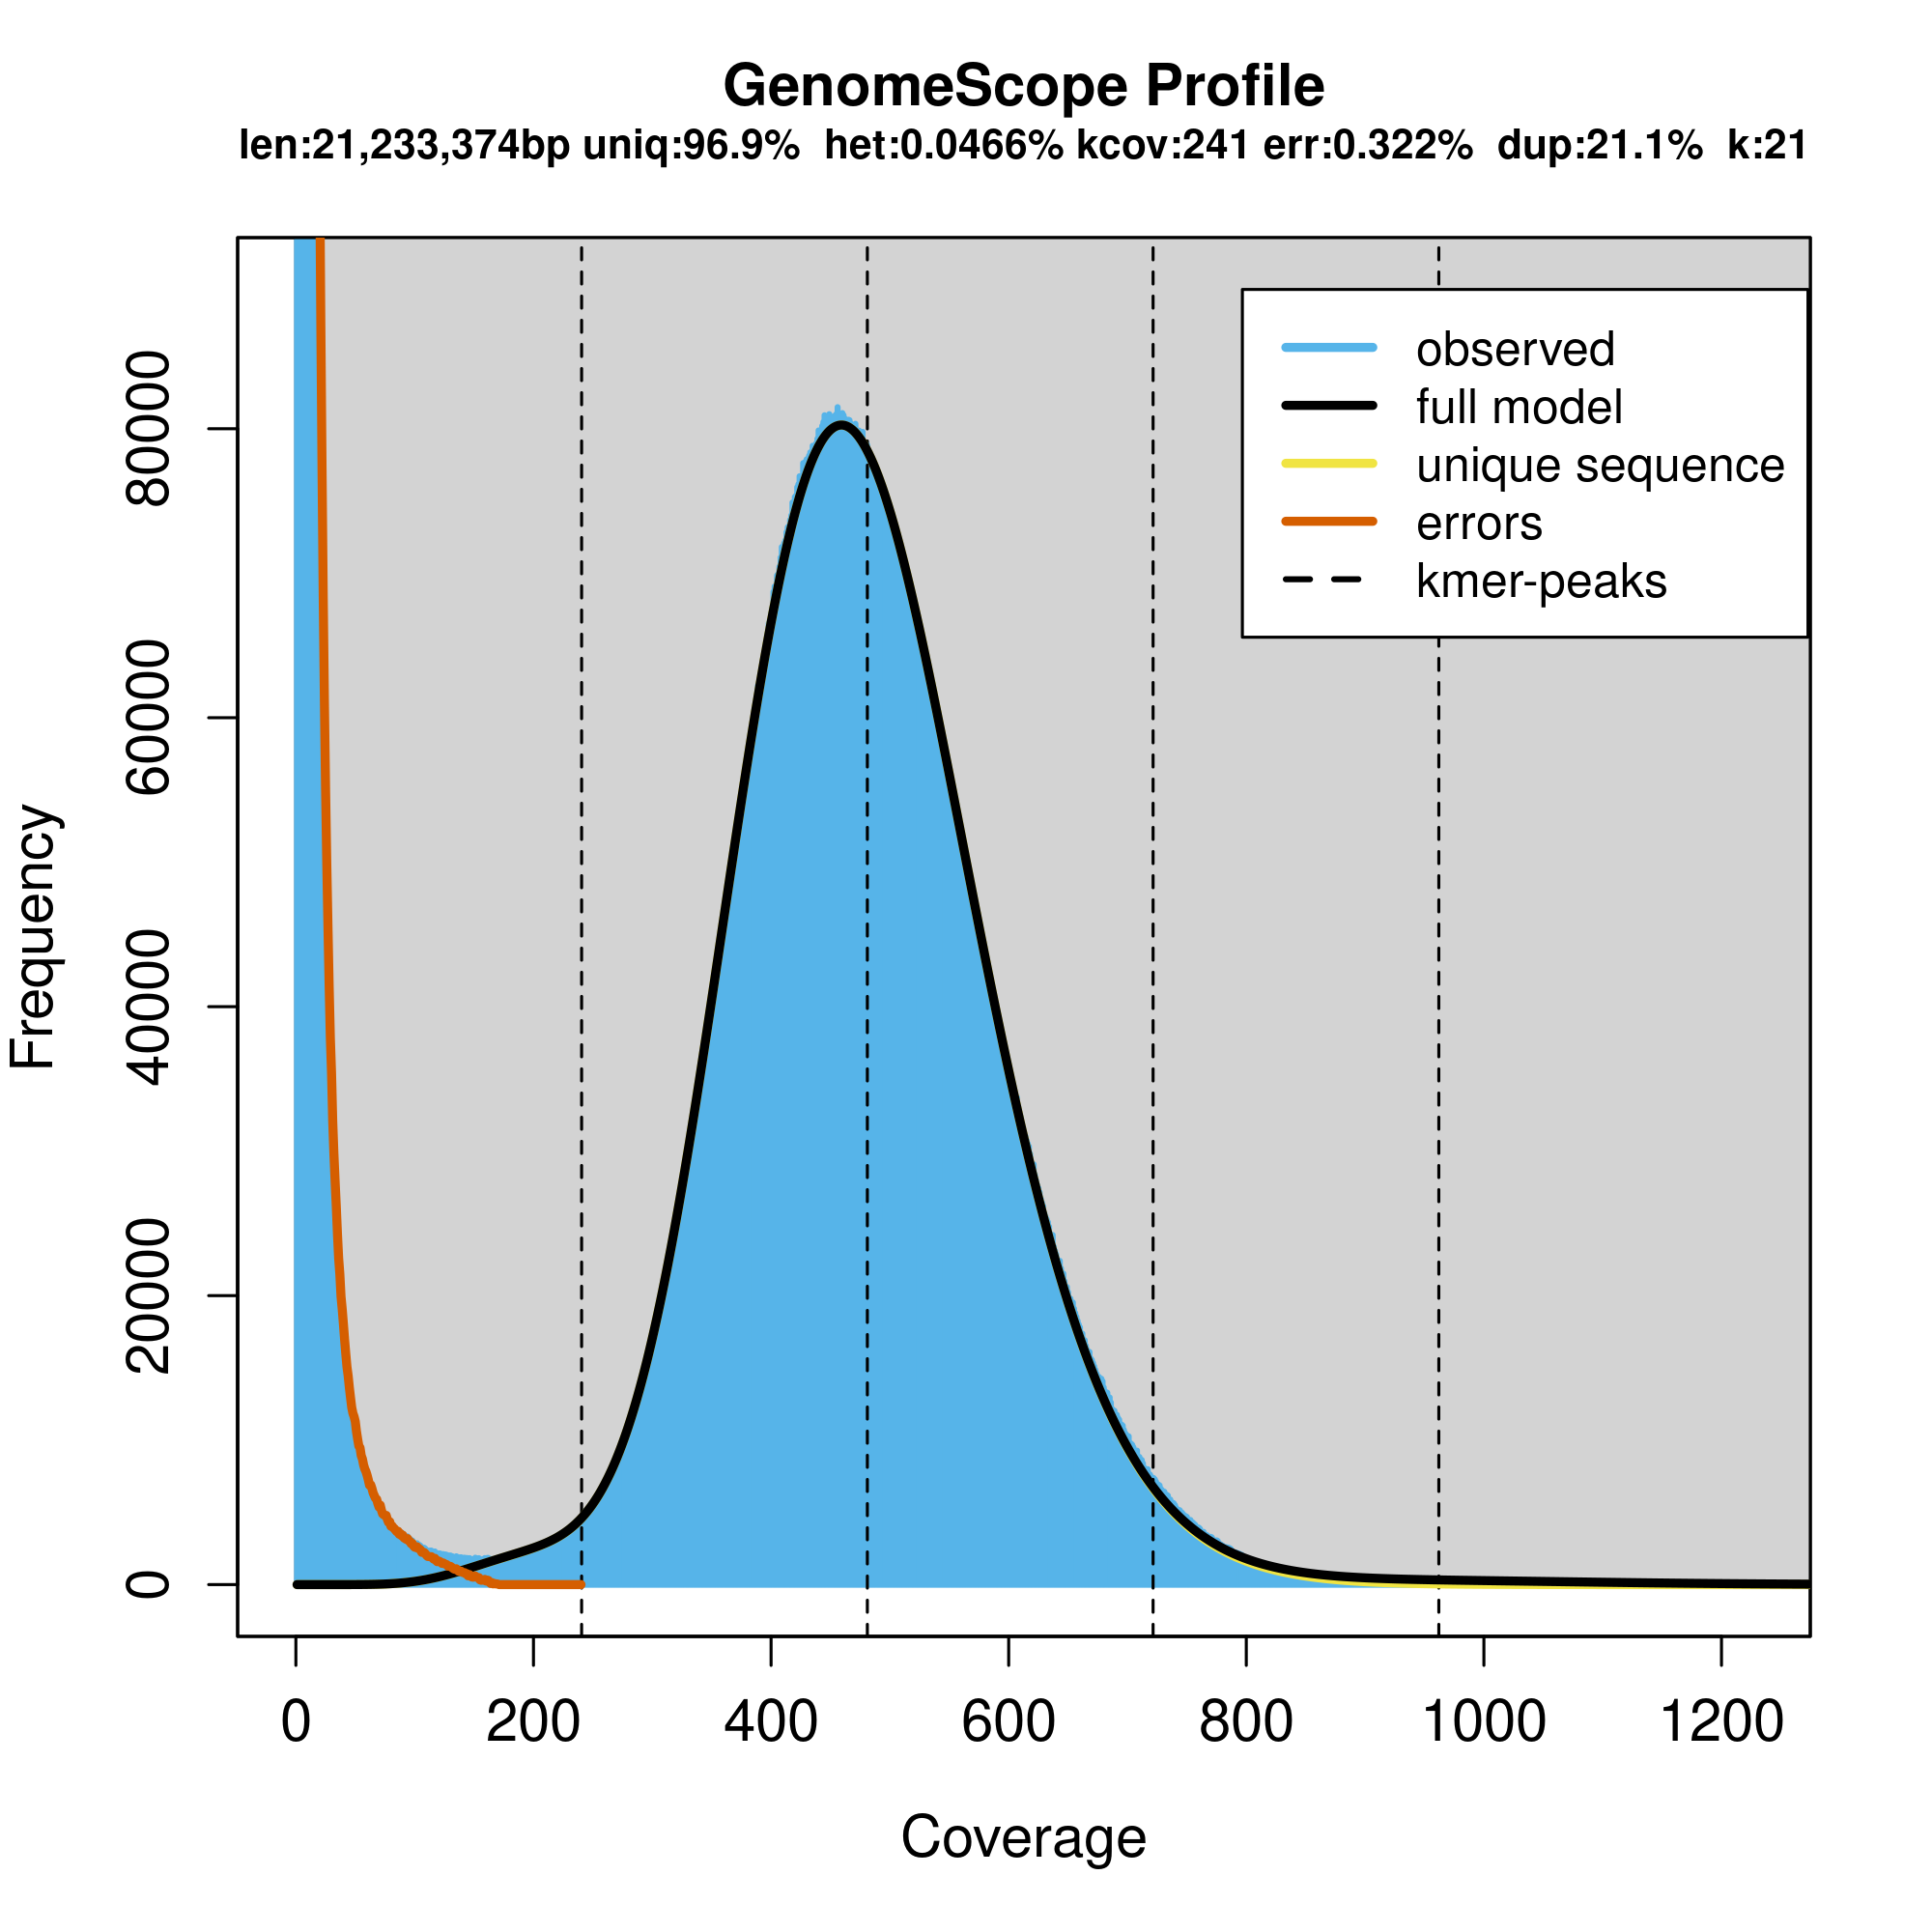 GenomeScope Profile
len:21,233,374bp uniq:96.9% het:0.0466% kcov:241 err:0.322% dup:21.1% k:21
observed
full model
unique sequence
errors
kmer-peaks
Frequency
80000
60000
40000
20000
0
0 200 400 600 800 1000 1200
Coverage